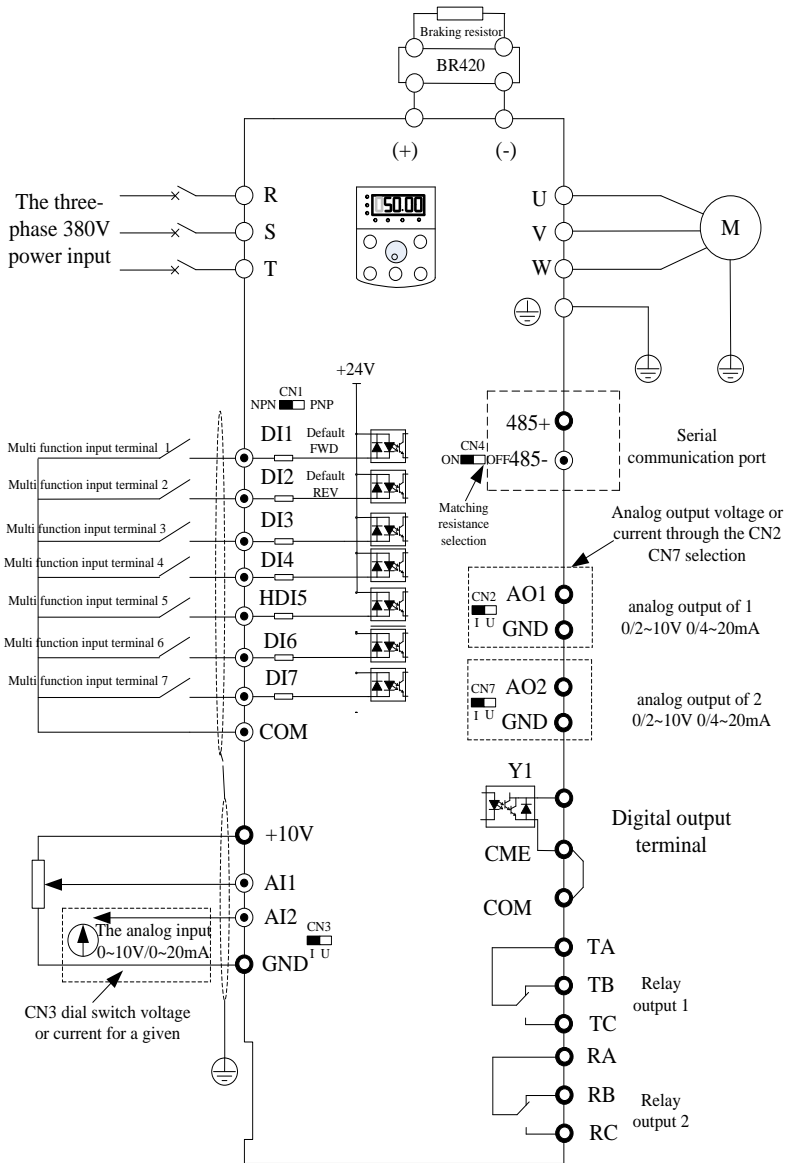 Braking resistor
BR420
(+)
(-)
The three-
phase 380V
power input
R
S
T
50.00
U
V
W
M
+24V
CN1
NPN PNP
Multi function input terminal 1
DI1
Default
FWD
Multi function input terminal 2
DI2
Default
REV
Multi function input terminal 3
DI3
Multi function input terminal 4
DI4
Multi function input terminal 5
HDI5
Multi function input terminal 6
DI6
Multi function input terminal 7
DI7
COM
485+
CN4
ON OFF
485-
Serial
communication port
Matching
resistance
selection
Analog output voltage or
current through the CN2
CN7 selection
CN2
I U
AO1
GND
analog output of 1
0/2~10V 0/4~20mA
CN7
I U
AO2
GND
analog output of 2
0/2~10V 0/4~20mA
Y1
CME
COM
Digital output
terminal
+10V
AI1
AI2
The analog input
0~10V/0~20mA
CN3
I U
GND
CN3 dial switch voltage
or current for a given
TA
TB
TC
Relay
output 1
RA
RB
RC
Relay
output 2